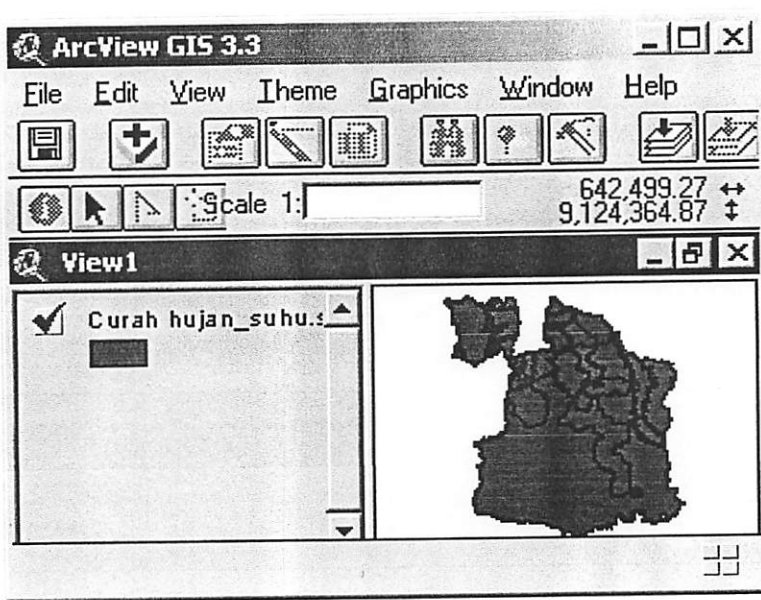 ArcView GIS 3.3
File Edit View Theme Graphics Window Help
Scale 1: 642,499.27
9,124,364.87
View1
Curah hujan_suhu.s